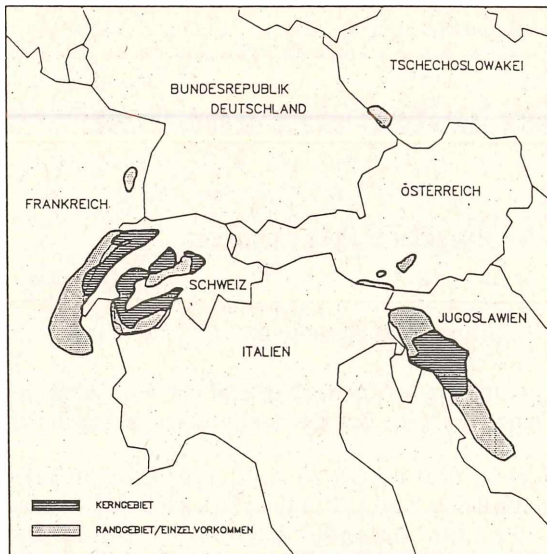 TSCHECHOSLOWAKEI
BUNDESREPUBLIK
DEUTSCHLAND
FRANKREICH
ÖSTERREICH
SCHWEIZ
JUGOSLAWIEN
ITALIEN
KERNGEBIET
RANDGEBIET/EINZELVORKOMMEN